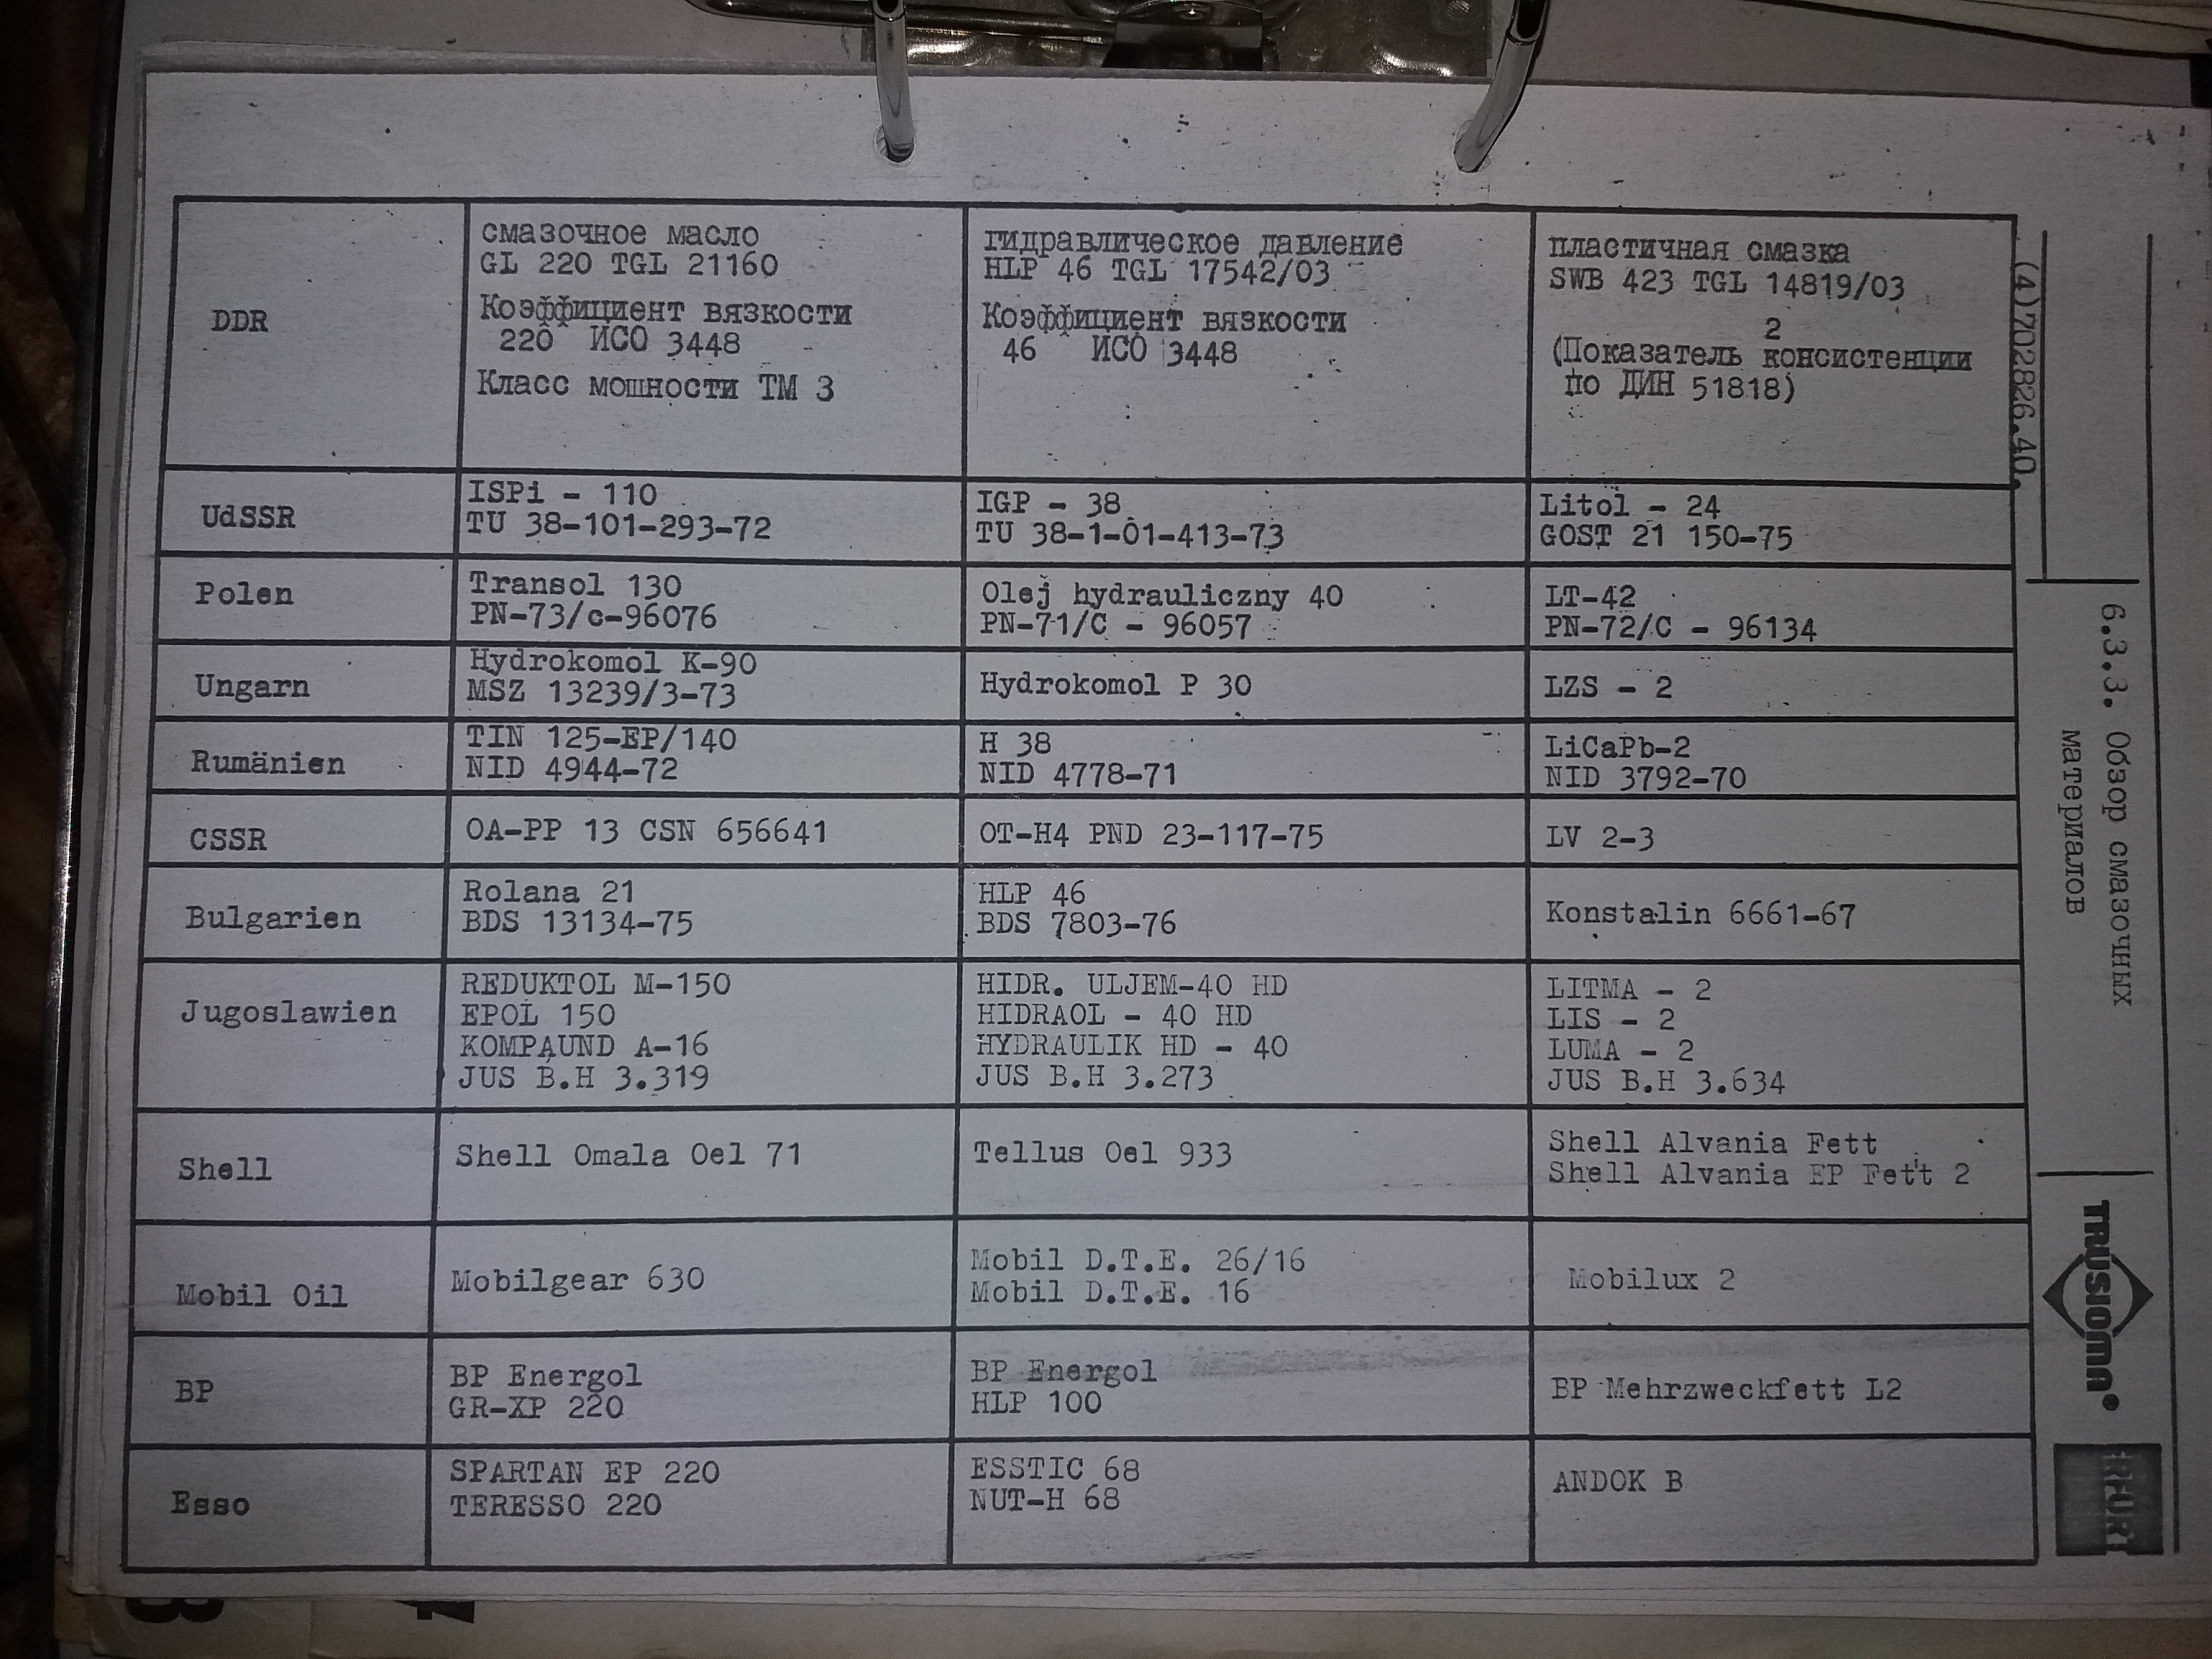 DDR
смазочное масло
GL 220 TGL 21160
Коэффициент вязкости
220 ИСО 3448
Класс мошности ТМ 3
гидравлическое давление
HLP 46 TGL 17542/03
Коэффициент вязкости
46 ИСО 3448
пластичная смазка
SWB 423 TGL 14819/03
2
(Показатель консистенции
по ДИН 51818)
UdSSR
ISPi - 110
TU 38-101-293-72
IGP - 38
TU 38-1-01-413-73
Litol - 24
GOST 21 150-75
Polen
Transol 130
PN-73/c-96076
Olej hydrauliczny 40
PN-71/C - 96057
LT-42
PN-72/C - 96134
Ungarn
Hydrokomol K-90
MSZ 13239/3-73
Hydrokomol P 30
LZS - 2
Rumänien
TIN 125-EP/140
NID 4944-72
H 38
NID 4778-71
LiCaPb-2
NID 3792-70
CSSR
OA-PP 13 CSN 656641
OT-H4 PND 23-117-75
LV 2-3
Bulgarien
Rolana 21
BDS 13134-75
HLP 46
BDS 7803-76
Konstalin 6661-67
Jugoslawien
REDUKTOL M-150
EPOL 150
KOMPAUND A-16
JUS B.H 3.319
HIDR. ULJEM-40 HD
HIDRAOL - 40 HD
HYDRAULIK HD - 40
JUS B.H 3.273
LITMA - 2
LIS - 2
LUMA - 2
JUS B.H 3.634
Shell
Shell Omala Oel 71
Tellus Oel 933
Shell Alvania Fett
Shell Alvania EP Fett 2
Mobil Oil
Mobilgear 630
Mobil D.T.E. 26/16
Mobil D.T.E. 16
Mobilux 2
BP
BP Energol
GR-XP 220
BP Energol
HLP 100
BP Mehrzweckfett L2
Esso
SPARTAN EP 220
TERESSO 220
ESSTIC 68
NUT-H 68
ANDOK B
(4)702826.40.
6.3.3. Обзор смазочных
материалов
TRUSIOMA®